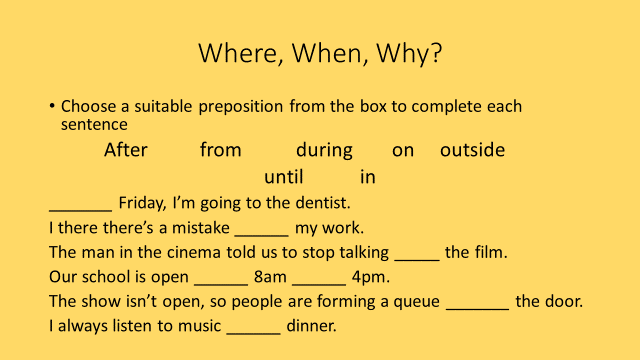 Where, When, Why?
• Choose a suitable preposition from the box to complete each
sentence
After from during on outside
until in
_______ Friday, I’m going to the dentist.
I there there’s a mistake ______ my work.
The man in the cinema told us to stop talking _____ the film.
Our school is open ______ 8am ______ 4pm.
The show isn’t open, so people are forming a queue _______ the door.
I always listen to music ______ dinner.